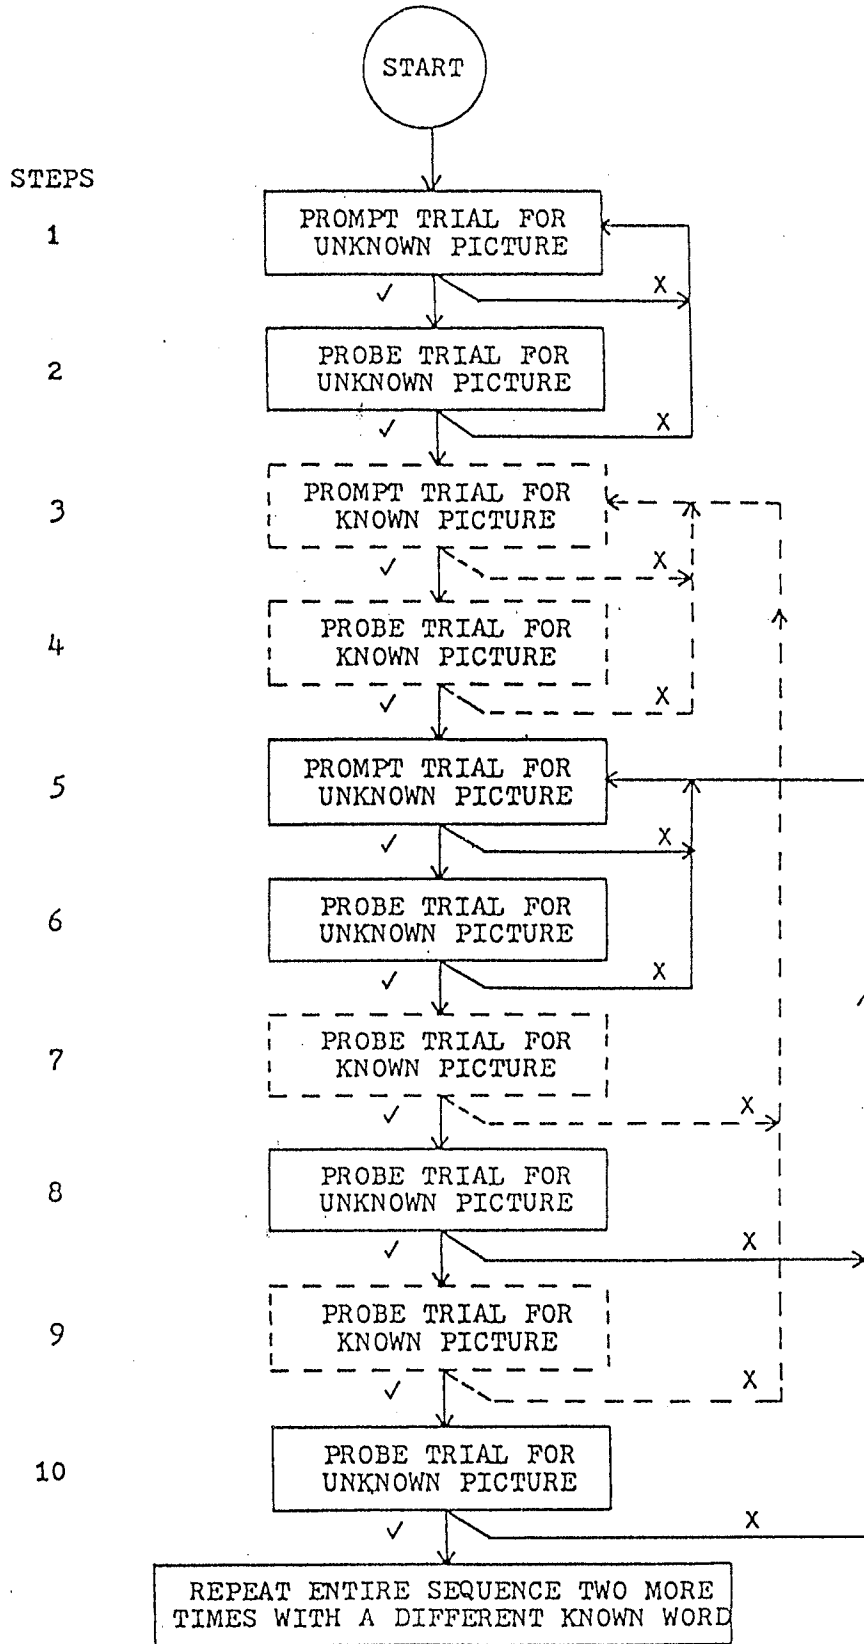 START
STEPS
1
PROMPT TRIAL FOR
UNKNOWN PICTURE
✓
X
2
PROBE TRIAL FOR
UNKNOWN PICTURE
✓
X
3
PROMPT TRIAL FOR
KNOWN PICTURE
✓
X
4
PROBE TRIAL FOR
KNOWN PICTURE
✓
X
5
PROMPT TRIAL FOR
UNKNOWN PICTURE
✓
X
6
PROBE TRIAL FOR
UNKNOWN PICTURE
✓
X
7
PROBE TRIAL FOR
KNOWN PICTURE
✓
X
8
PROBE TRIAL FOR
UNKNOWN PICTURE
✓
X
9
PROBE TRIAL FOR
KNOWN PICTURE
✓
X
10
PROBE TRIAL FOR
UNKNOWN PICTURE
✓
X
REPEAT ENTIRE SEQUENCE TWO MORE
TIMES WITH A DIFFERENT KNOWN WORD